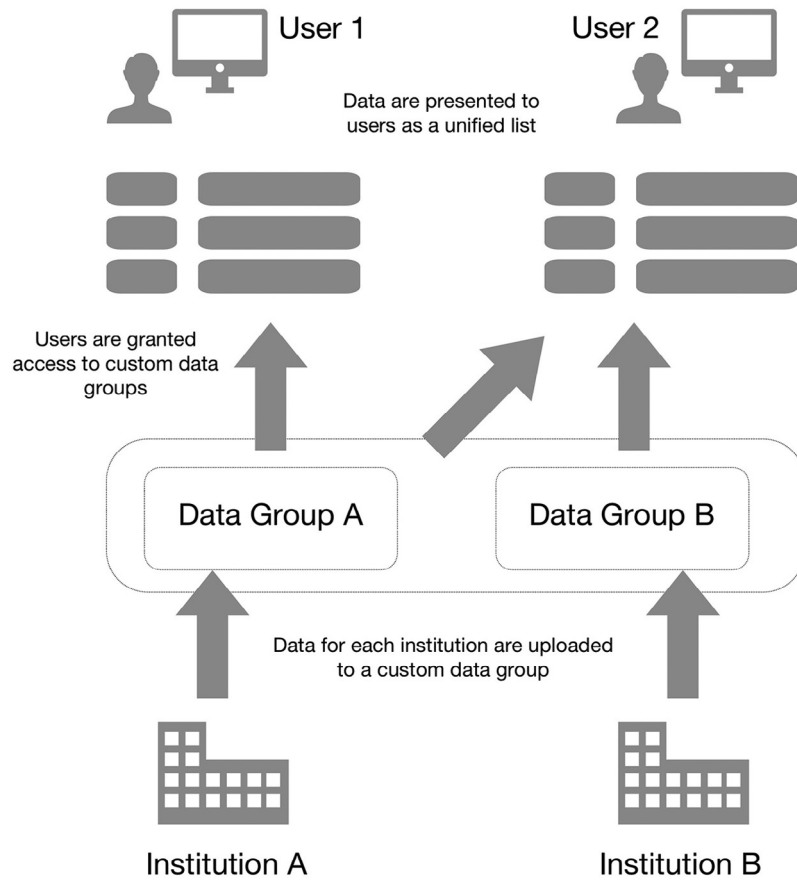 User 1
User 2
Data are presented to
users as a unified list
Users are granted
access to custom data
groups
Data Group A
Data Group B
Data for each institution are uploaded
to a custom data group
Institution A
Institution B